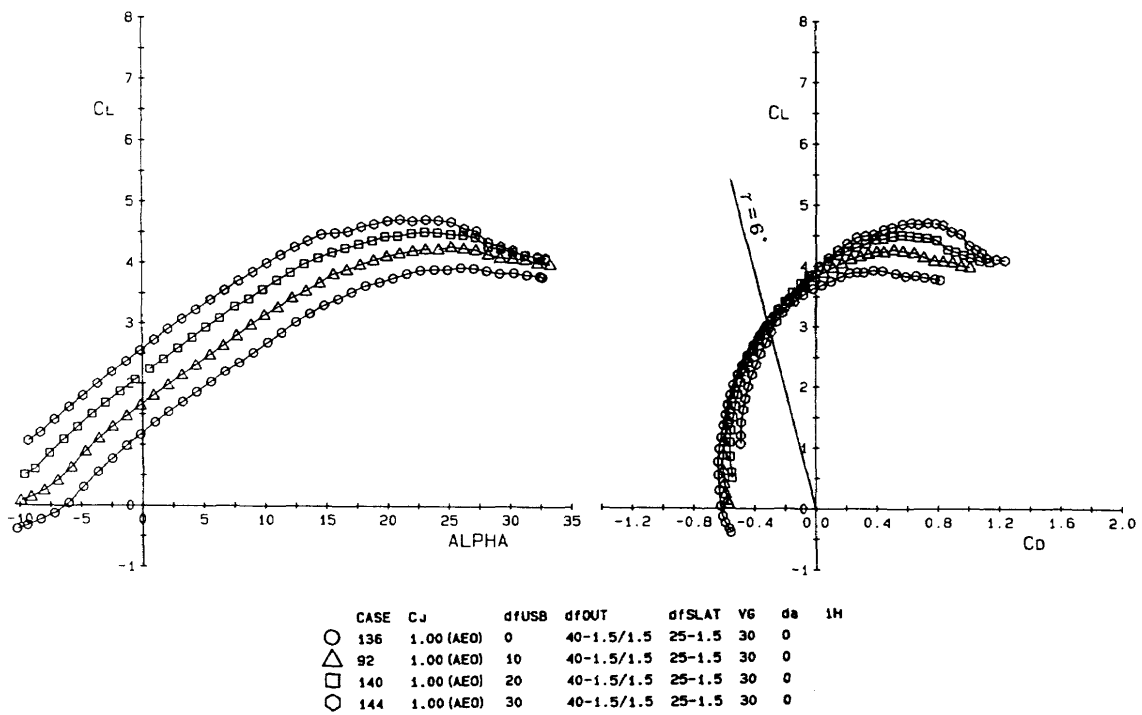 8
7
CL
6
5
4
3
2
1
0
-1
-10 -5 0 5 10 15 20 25 30 35
ALPHA
8
7
CL
6
5
4
3
2
1
0
-1
γ = 6°
-1.2 -0.8 -0.4 0.0 0.4 0.8 1.2 1.6 2.0
CD
CASE CJ dfUSB dfOUT dfSLAT VG da iH
136 1.00 (AEO) 0 40-1.5/1.5 25-1.5 30 0
92 1.00 (AEO) 10 40-1.5/1.5 25-1.5 30 0
140 1.00 (AEO) 20 40-1.5/1.5 25-1.5 30 0
144 1.00 (AEO) 30 40-1.5/1.5 25-1.5 30 0